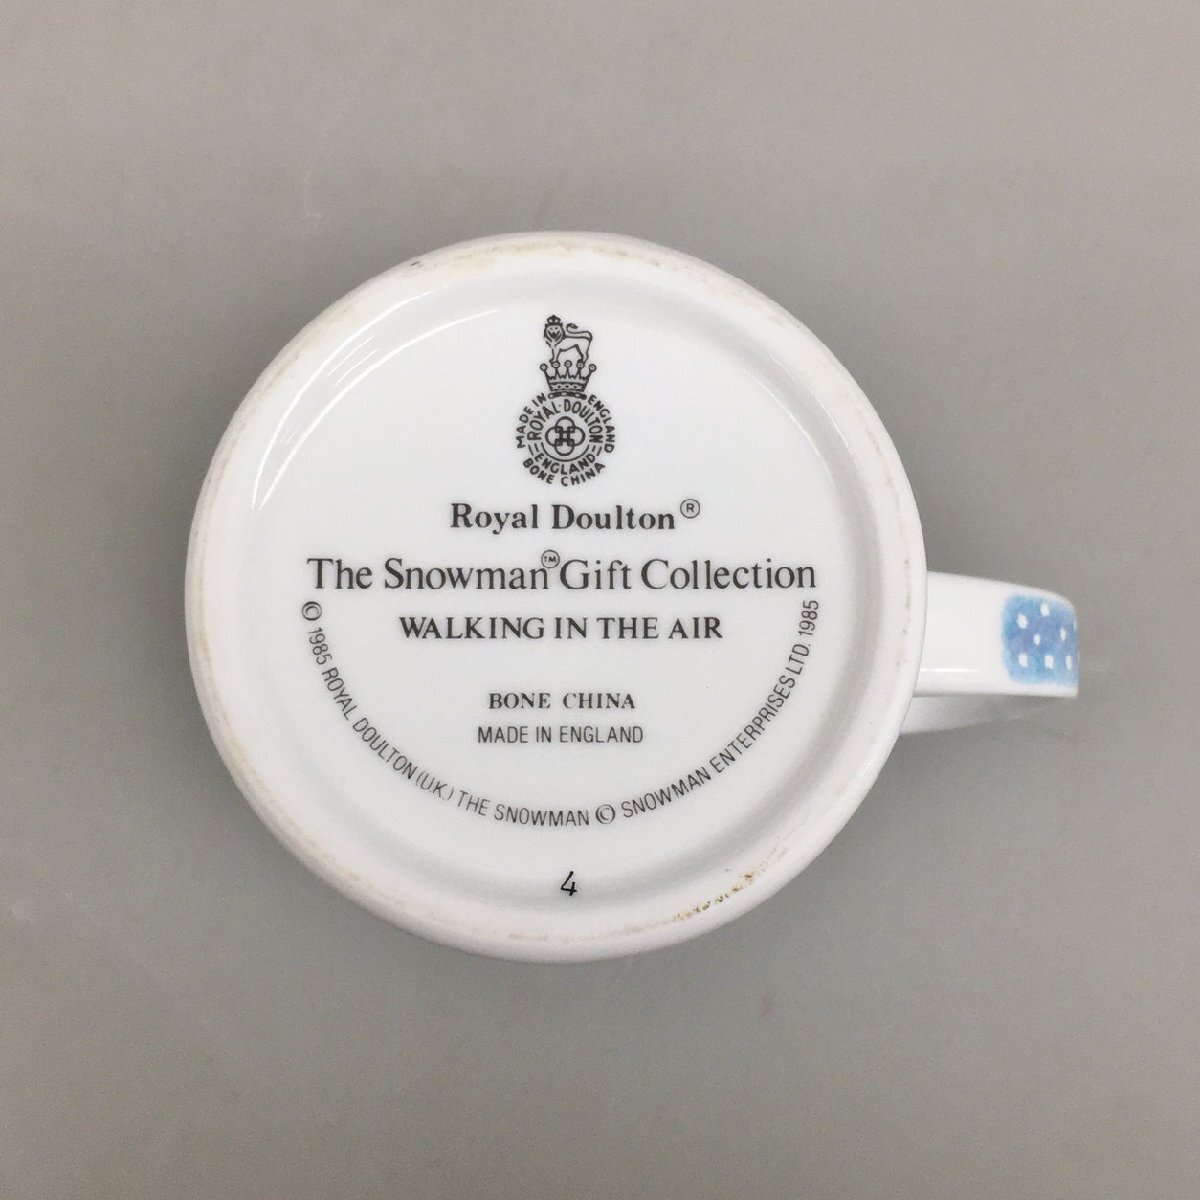 MADE IN ENGLAND
ROYAL·DOULTON
ENGLAND
BONE CHINA
Royal Doulton®
The Snowman™ Gift Collection
WALKING IN THE AIR
BONE CHINA
MADE IN ENGLAND
© 1985 ROYAL DOULTON (U.K.) THE SNOWMAN © SNOWMAN ENTERPRISES LTD. 1985
4